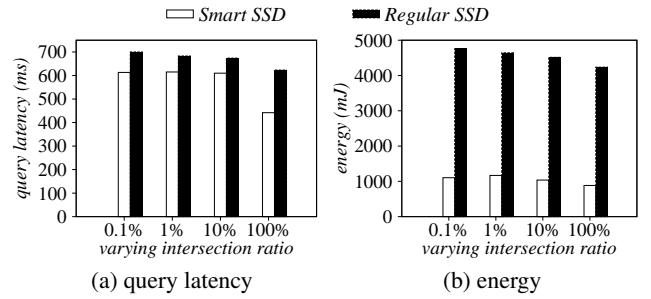 Smart SSD Regular SSD
query latency (ms)
700
600
500
400
300
200
100
0
0.1% 1% 10% 100%
varying intersection ratio
(a) query latency
energy (mJ)
5000
4000
3000
2000
1000
0
0.1% 1% 10% 100%
varying intersection ratio
(b) energy